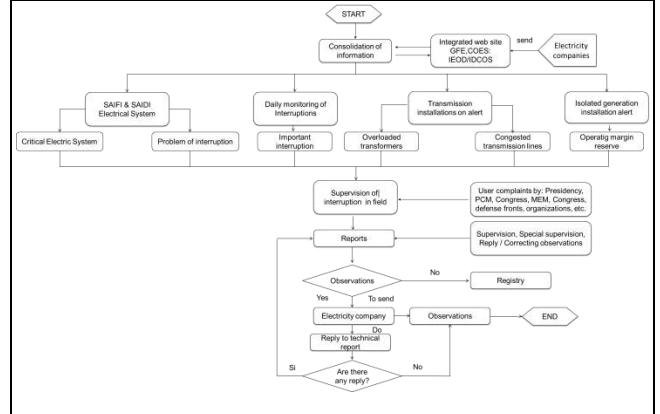 START
Consolidation of
information
Integrated web site
GFE,COES:
IEOD/IDCOS
send
Electricity
companies
SAIFI & SAIDI
Electrical System
Daily monitoring of
Interruptions
Transmission
installations on alert
Isolated generation
installation alert
Critical Electric System
Problem of interruption
Important
interruption
Overloaded
transformers
Congested
transmission lines
Operatig margin
reserve
Supervision of|
interruption in field
User complaints by: Presidency,
PCM, Congress, MEM, Congress,
defense fronts, organizations, etc.
Reports
Supervision, Special supervision,
Reply / Correcting observations
Observations
No
Registry
Yes
To send
Electricity company
Observations
END
Do
Reply to technical
report
Si
No
Are there
any reply?